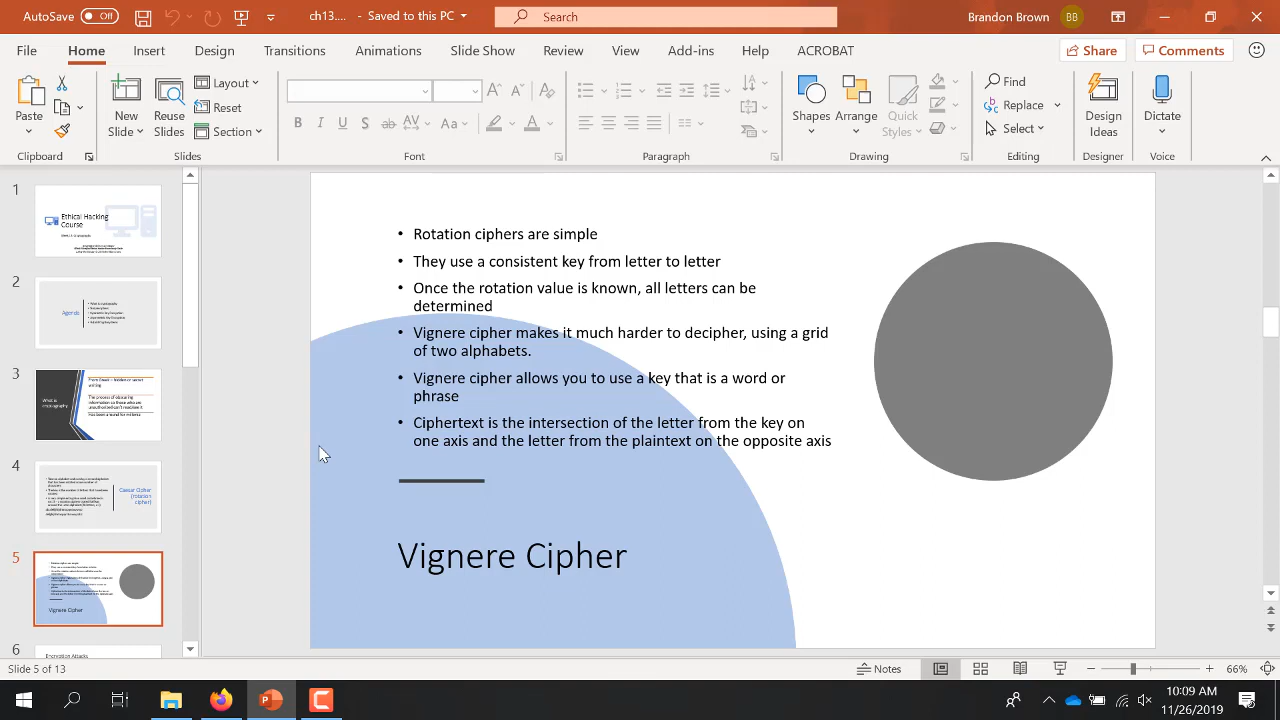 AutoSave Off ch13.... - Saved to this PC Search Brandon Brown BB
File Home Insert Design Transitions Animations Slide Show Review View Add-ins Help ACROBAT Share Comments
Paste New Slide Reuse Slides Layout Reset Section
B I U S ab AV Aa A
Shapes Arrange Quick Styles
Find
Replace
Select
Design Ideas
Dictate
Clipboard Slides Font Paragraph Drawing Editing Designer Voice
1
Ethical Hacking
Course
2
Agenda
3
What is
cryptography
4
Caesar Cipher
(rotation
cipher)
5
Vignere Cipher
6
Encryption Attacks
• Rotation ciphers are simple
• They use a consistent key from letter to letter
• Once the rotation value is known, all letters can be
determined
• Vignere cipher makes it much harder to decipher, using a grid
of two alphabets.
• Vignere cipher allows you to use a key that is a word or
phrase
• Ciphertext is the intersection of the letter from the key on
one axis and the letter from the plaintext on the opposite axis
Vignere Cipher
Slide 5 of 13 Notes 66%
10:09 AM
11/26/2019